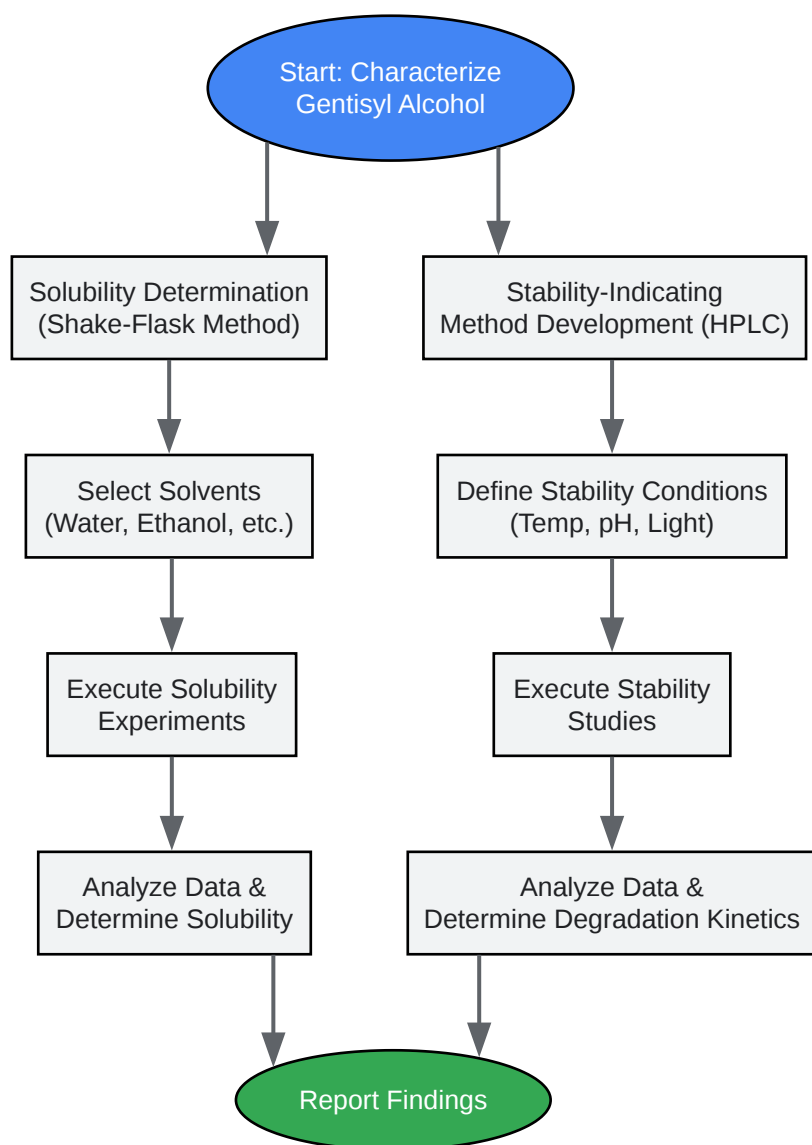 Start: Characterize
Gentisyl Alcohol
Solubility Determination
(Shake-Flask Method)
Stability-Indicating
Method Development (HPLC)
Select Solvents
(Water, Ethanol, etc.)
Define Stability Conditions
(Temp, pH, Light)
Execute Solubility
Experiments
Execute Stability
Studies
Analyze Data &
Determine Solubility
Analyze Data &
Determine Degradation Kinetics
Report Findings